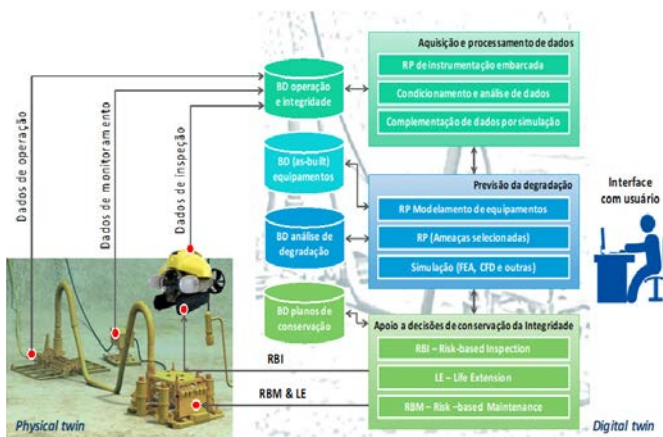 Dados de operação
Dados de monitoramento
Dados de inspeção
BD operação
e integridade
BD (as-built)
equipamentos
BD análise de
degradação
BD planos de
conservação
Aquisição e processamento de dados
RP de instrumentação embarcada
Condicionamento e análise de dados
Complementação de dados por simulação
Previsão da degradação
RP Modelamento de equipamentos
RP (Ameaças selecionadas)
Simulação (FEA, CFD e outras)
Apoio a decisões de conservação da Integridade
RBI – Risk-based Inspection
LE – Life Extension
RBM – Risk –based Maintenance
Interface
com usuário
RBI
RBM & LE
Physical twin
Digital twin